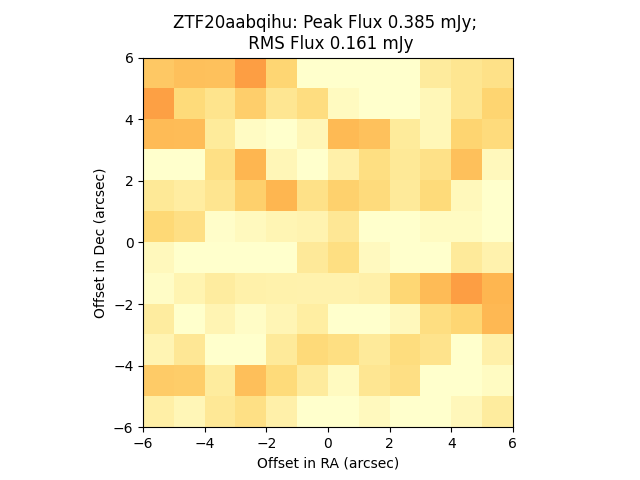 ZTF20aabqihu: Peak Flux 0.385 mJy;
RMS Flux 0.161 mJy
6
4
2
0
−2
−4
−6
Offset in Dec (arcsec)
−6 −4 −2 0 2 4 6
Offset in RA (arcsec)